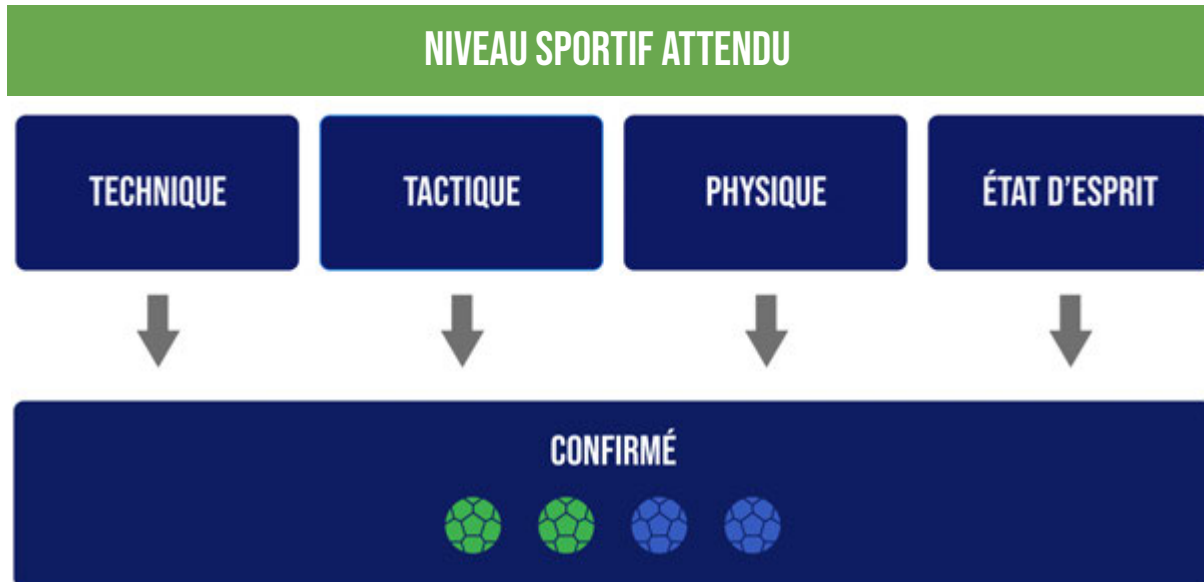 NIVEAU SPORTIF ATTENDU
TECHNIQUE
TACTIQUE
PHYSIQUE
ÉTAT D'ESPRIT
CONFIRMÉ